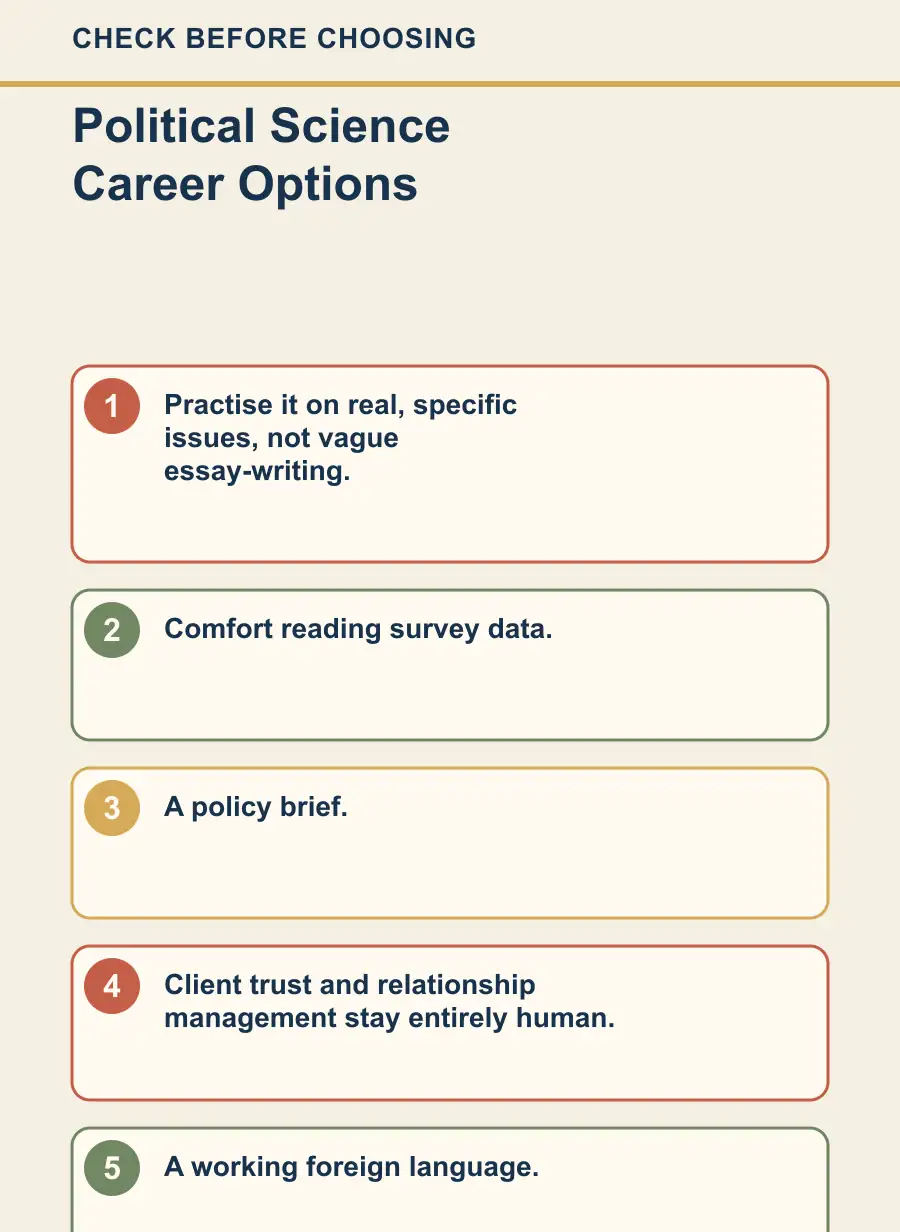 CHECK BEFORE CHOOSING
Political Science
Career Options
1
Practise it on real, specific
issues, not vague
essay-writing.
2
Comfort reading survey data.
3
A policy brief.
4
Client trust and relationship
management stay entirely human.
5
A working foreign language.